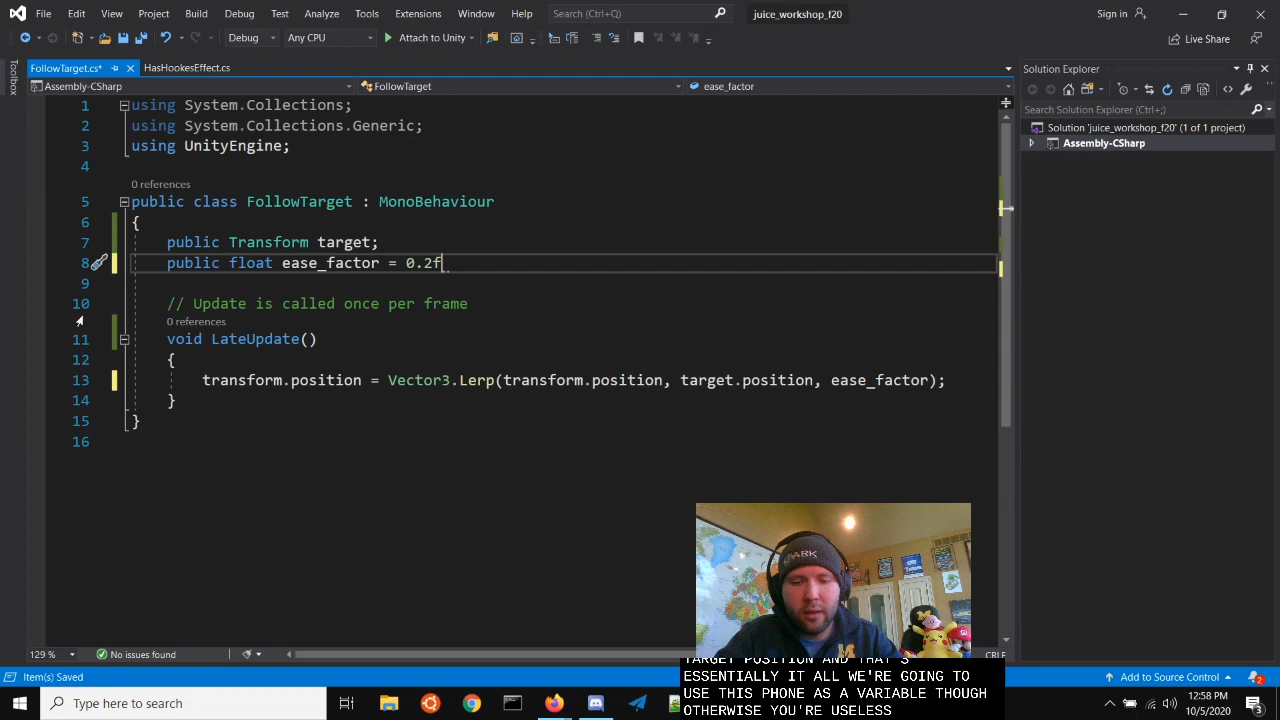 File Edit View Project Build Debug Test Analyze Tools Extensions Window Help Search (Ctrl+Q) juice_workshop_f20 Sign in
Debug Any CPU Attach to Unity Live Share
Toolbox
FollowTarget.cs* HasHookesEffect.cs
Assembly-CSharp FollowTarget ease_factor
1 using System.Collections;
2 using System.Collections.Generic;
3 using UnityEngine;
4
0 references
5 public class FollowTarget : MonoBehaviour
6 {
7 public Transform target;
8 public float ease_factor = 0.2f
9
10 // Update is called once per frame
0 references
11 void LateUpdate()
12 {
13 transform.position = Vector3.Lerp(transform.position, target.position, ease_factor);
14 }
15 }
16
Solution Explorer
Search Solution Explorer (Ctrl+;)
Solution 'juice_workshop_f20' (1 of 1 project)
Assembly-CSharp
SPARK
129 % No issues found CRLF
TARGET POSITION AND THAT'S
ESSENTIALLY IT ALL WE'RE GOING TO
USE THIS PHONE AS A VARIABLE THOUGH
OTHERWISE YOU'RE USELESS
Item(s) Saved Add to Source Control 2
Type here to search 12:58 PM
10/5/2020 3